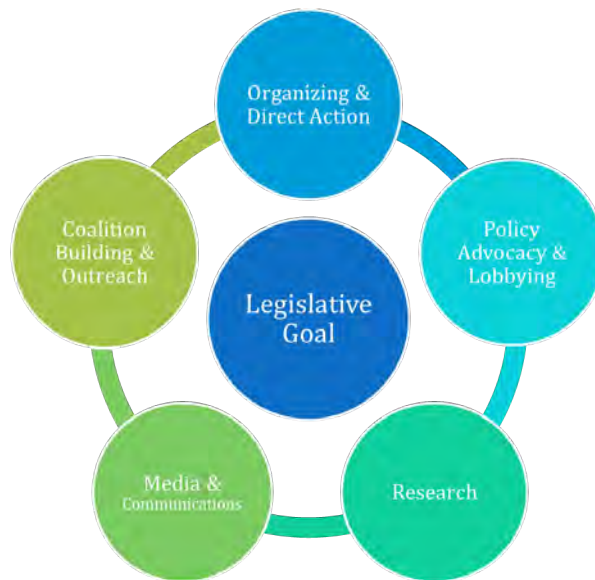 Organizing &
Direct Action
Policy
Advocacy &
Lobbying
Research
Media &
Communications
Coalition
Building &
Outreach
Legislative
Goal